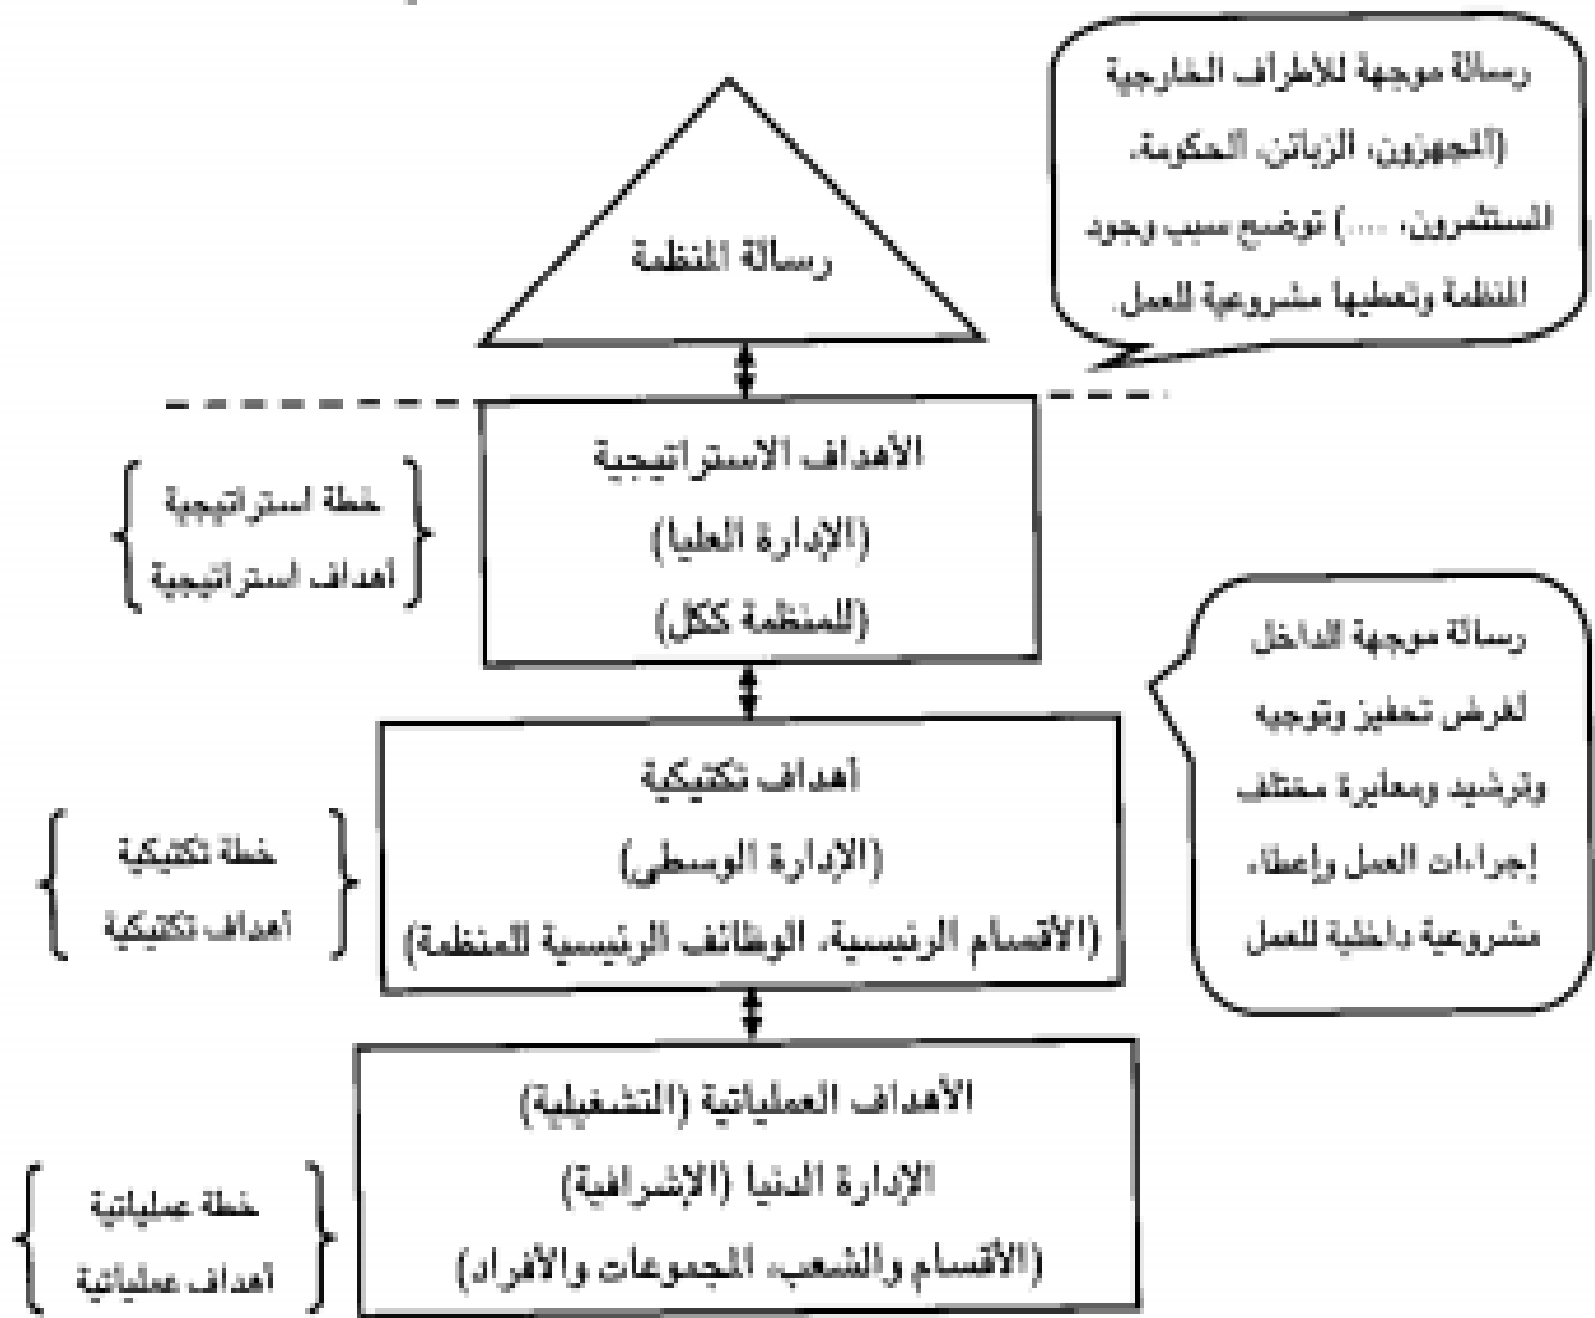 رسالة موجهة للأطراف الخارجية
(المجهزون، الزبائن، الحكومة،
المستثمرون، ....) توضح سبب وجود
المنظمة وتعطيها مشروعية للعمل.
رسالة المنظمة
الأهداف الاستراتيجية
(الإدارة العليا)
(للمنظمة ككل)
خطة استراتيجية
أهداف استراتيجية
رسالة موجهة للداخل
لغرض تحفيز وتوجيه
وترشيد ومعايرة مختلف
إجراءات العمل وإعطاء
مشروعية داخلية للعمل
أهداف تكتيكية
(الإدارة الوسطى)
(الأقسام الرئيسية، الوظائف الرئيسية للمنظمة)
خطة تكتيكية
أهداف تكتيكية
الأهداف العملياتية (التشغيلية)
الإدارة الدنيا (الإشرافية)
(الأقسام والشعب، المجموعات والأفراد)
خطة عملياتية
أهداف عملياتية